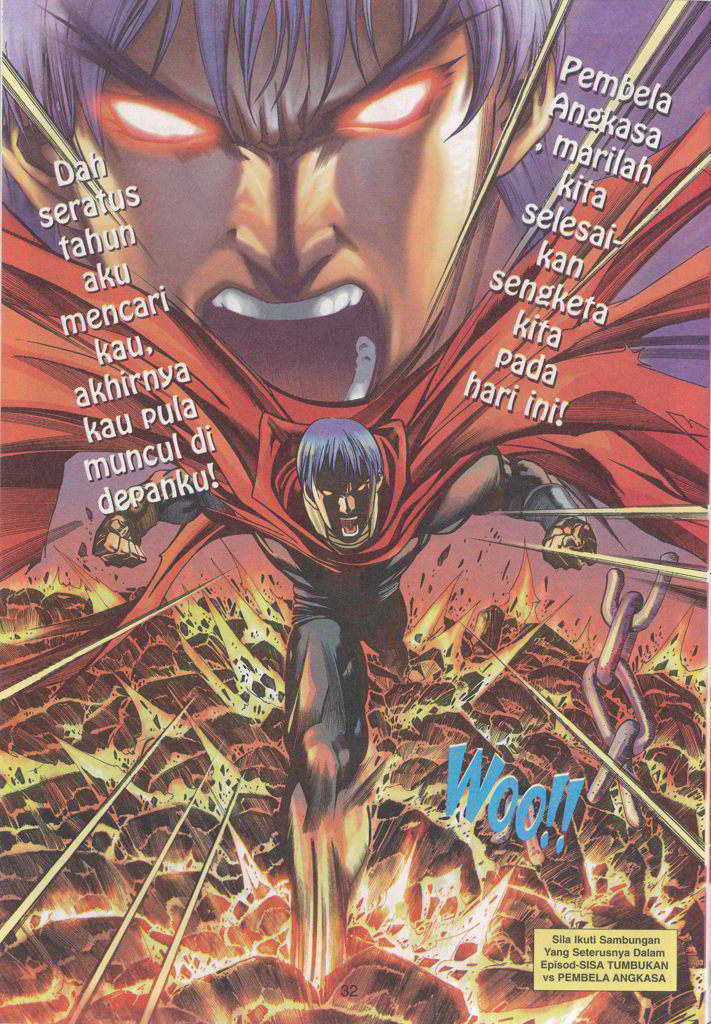 Dah
seratus
tahun
aku
mencari
kau,
akhirnya
kau pula
muncul di
depanku!
Pembela
Angkasa
, marilah
kita
selesai-
kan
sengketa
kita
pada
hari ini!
Woo!!
Sila Ikuti Sambungan
Yang Seterusnya Dalam
Episod-SISA TUMBUKAN
vs PEMBELA ANGKASA
32